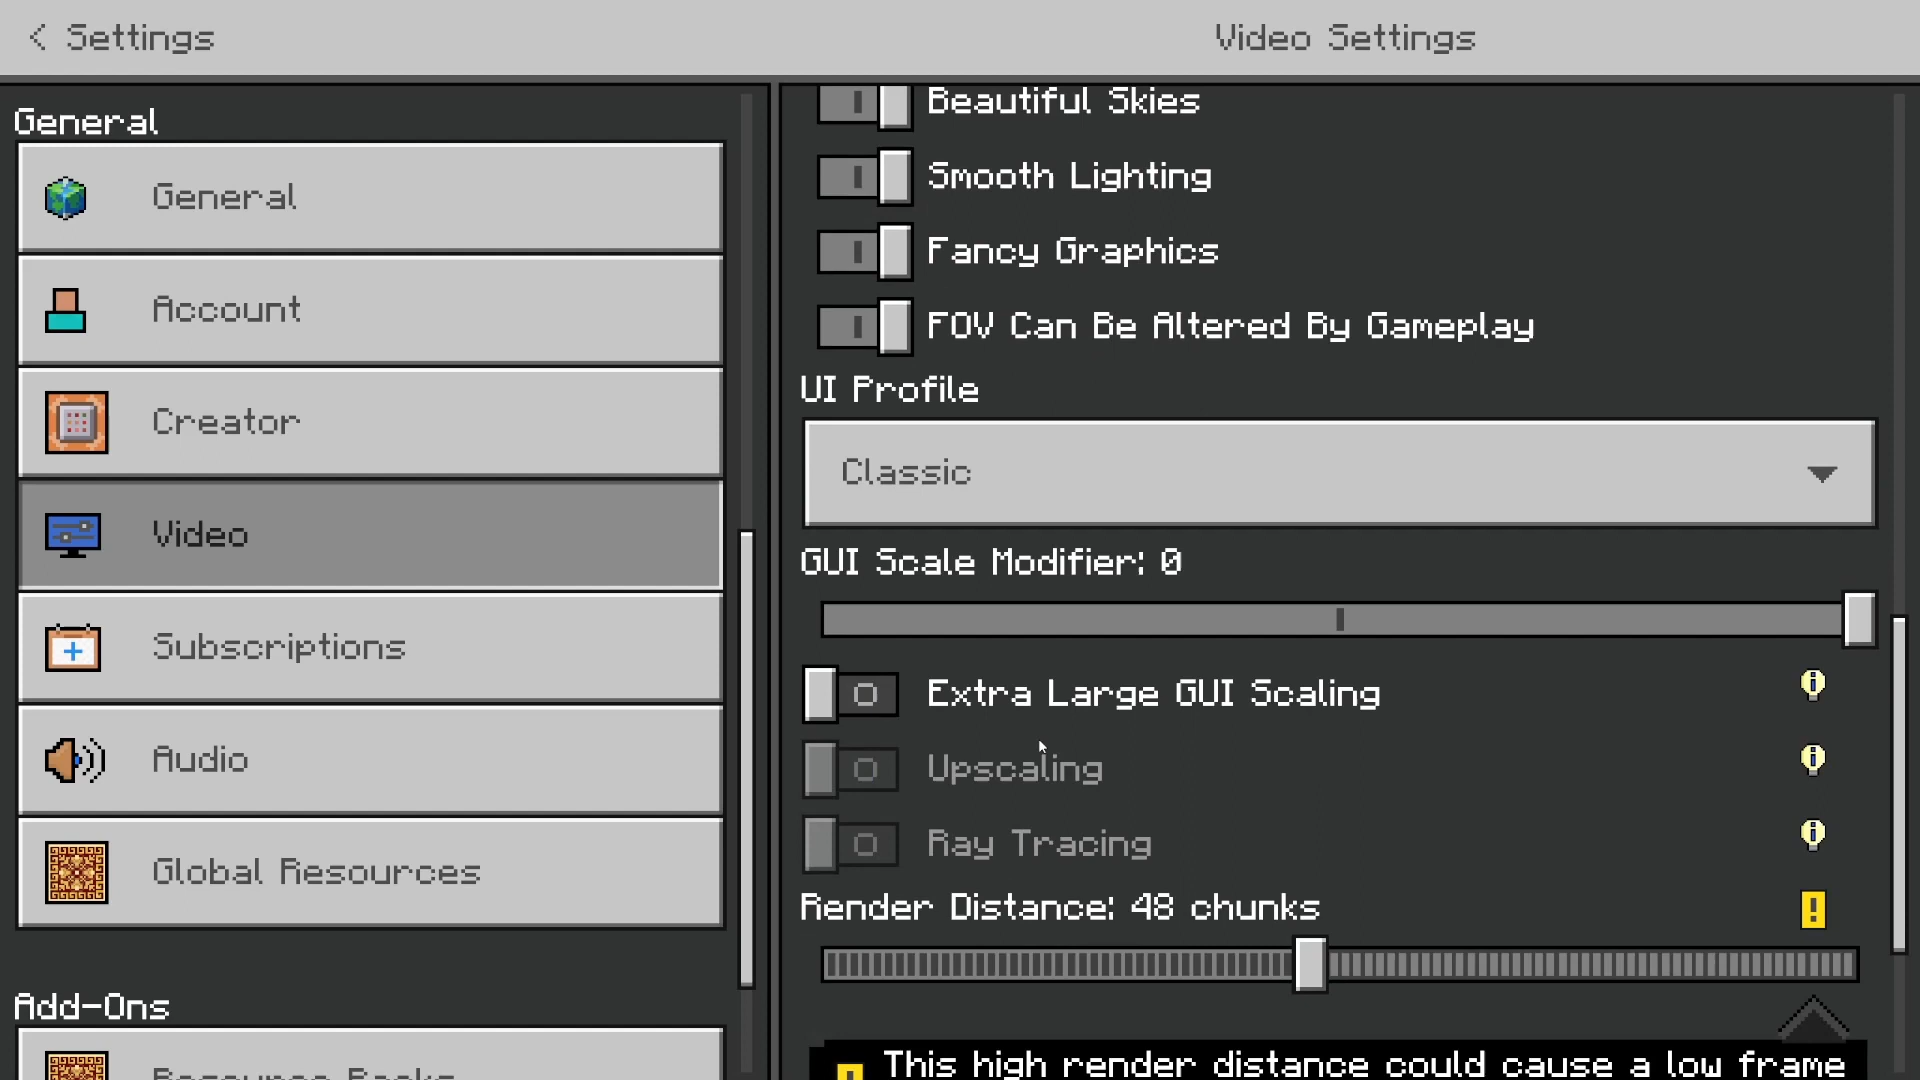 Settings
Video Settings
General
General
Account
Creator
Video
Subscriptions
Audio
Global Resources
Add-Ons
Resource Packs
Beautiful Skies
Smooth Lighting
Fancy Graphics
FOV Can Be Altered By Gameplay
UI Profile
Classic
GUI Scale Modifier: 0
Extra Large GUI Scaling
Upscaling
Ray Tracing
Render Distance: 48 chunks
This high render distance could cause a low frame